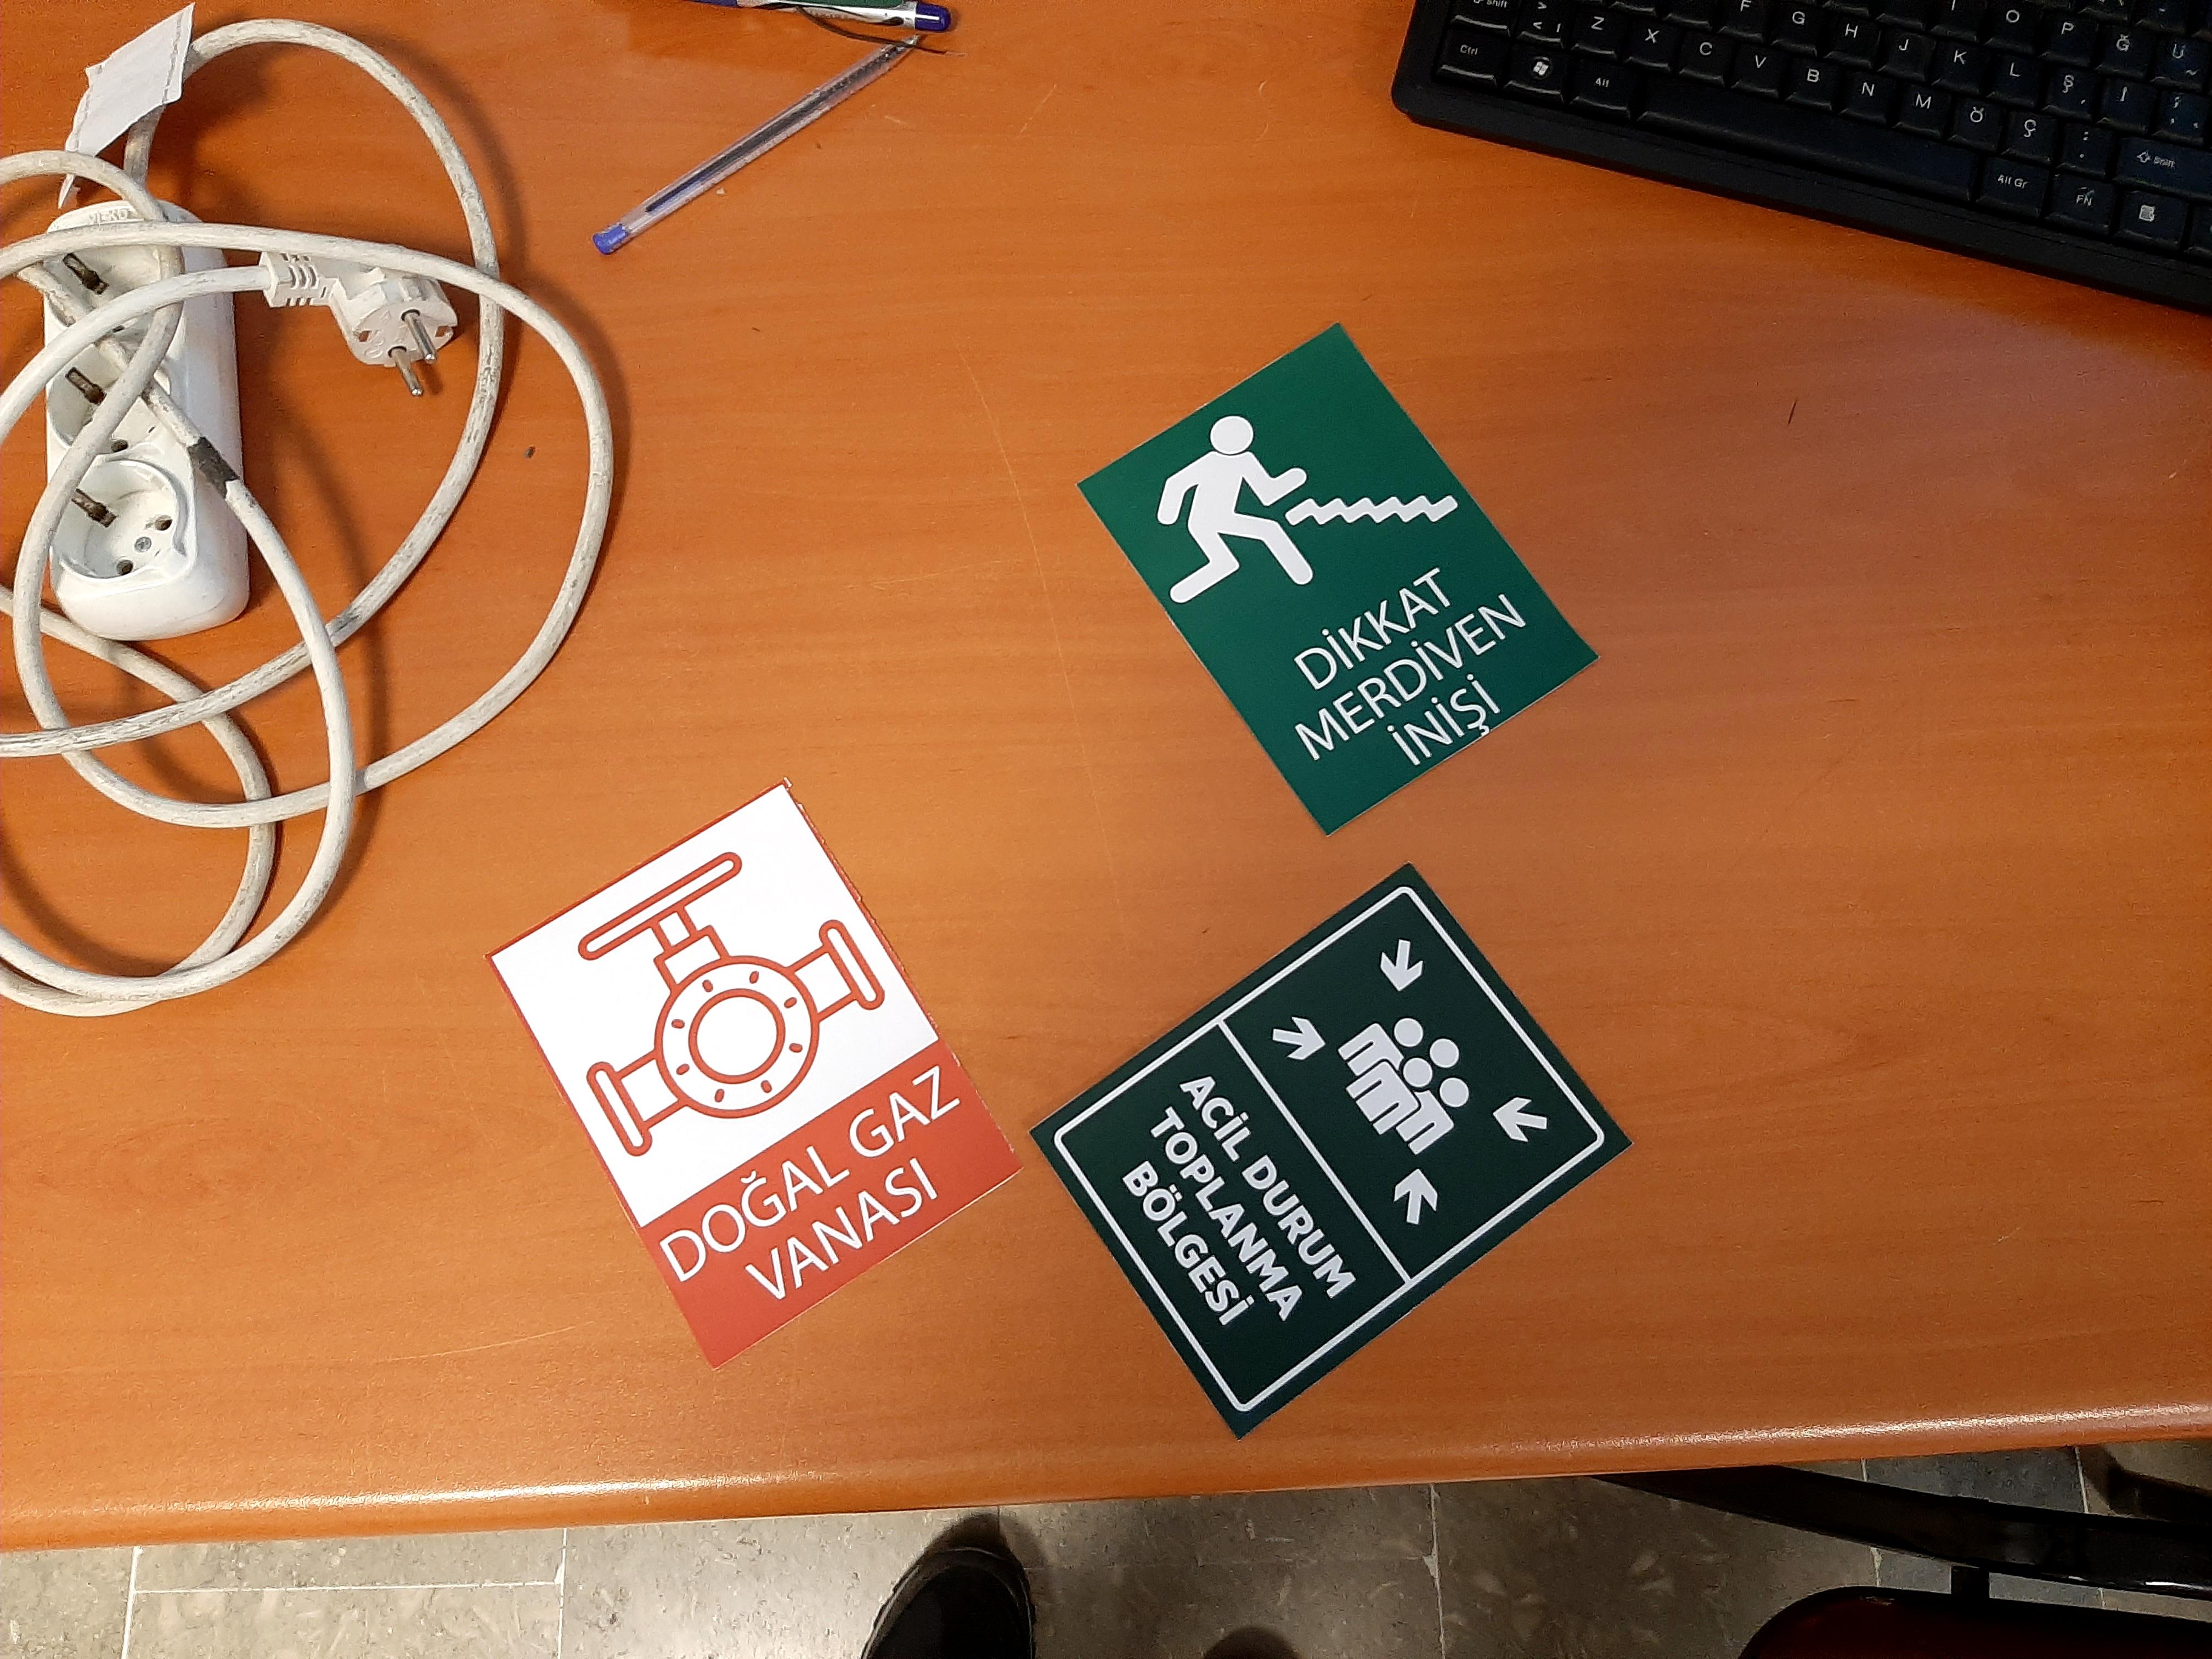 DİKKAT
MERDİVEN
İNİŞİ
DOĞAL GAZ
VANASI
ACİL DURUM
TOPLANMA
BÖLGESİ
Shift
Ctrl
Alt
Z X C V B N M Ö Ç
F G H J K L Ş İ
O P Ğ Ü
Alt Gr
FN
Shift